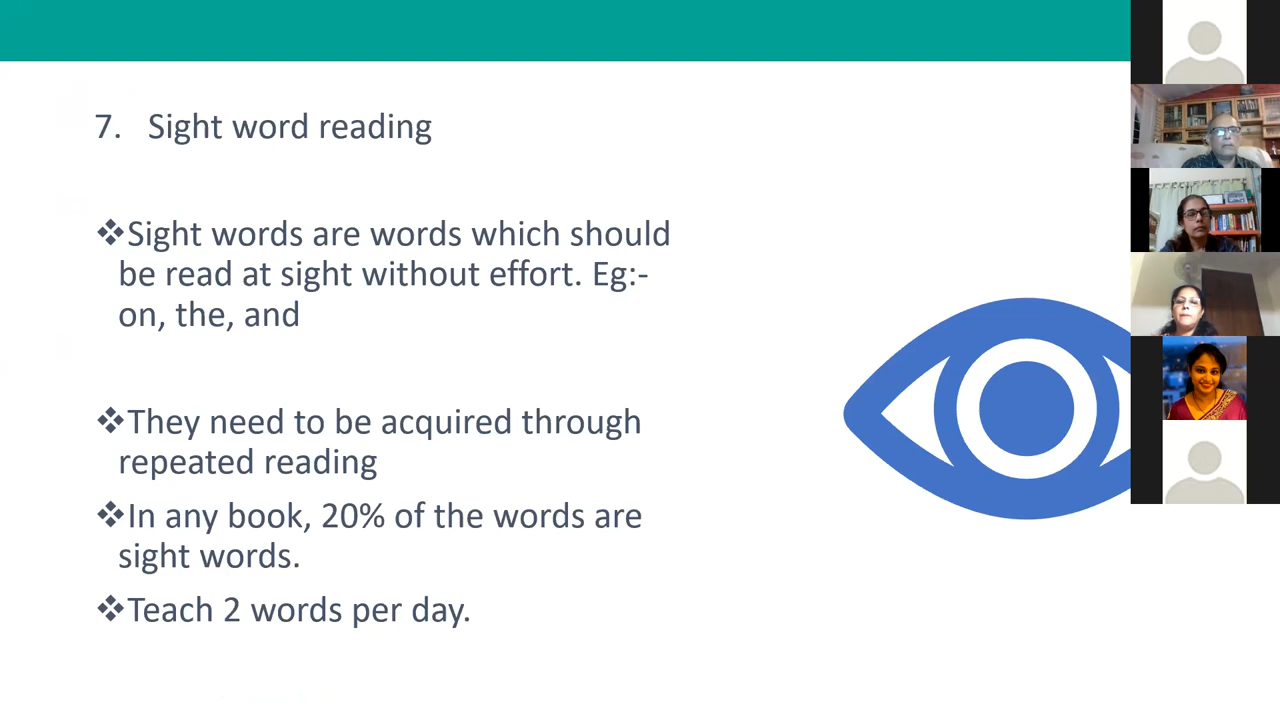 7. Sight word reading
❖Sight words are words which should
be read at sight without effort. Eg:-
on, the, and
❖They need to be acquired through
repeated reading
❖In any book, 20% of the words are
sight words.
❖Teach 2 words per day.